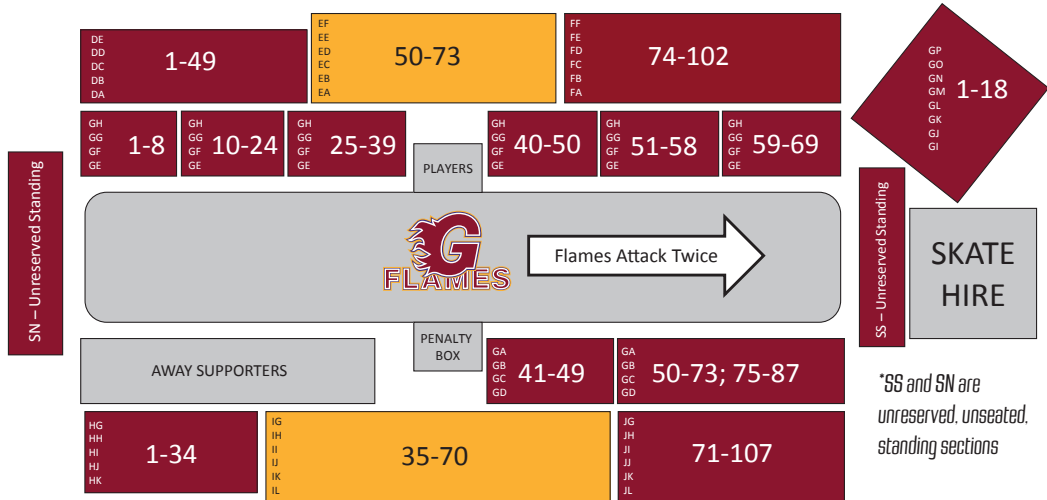 DE
DD
DC
DB
DA
1-49
EF
EE
ED
EC
EB
EA
50-73
FF
FE
FD
FC
FB
FA
74-102
GP
GO
GN
GM
GL
GK
GJ
GI
1-18
GH
GG
GF
GE
1-8
GH
GG
GF
GE
10-24
GH
GG
GF
GE
25-39
PLAYERS
GH
GG
GF
GE
40-50
GH
GG
GF
GE
51-58
GH
GG
GF
GE
59-69
SN – Unreserved Standing
G
FLAMES
Flames Attack Twice
SS – Unreserved Standing
SKATE
HIRE
AWAY SUPPORTERS
PENALTY
BOX
GA
GB
GC
GD
41-49
GA
GB
GC
GD
50-73; 75-87
*SS and SN are
unreserved, unseated,
standing sections
HG
HH
HI
HJ
HK
1-34
IG
IH
II
IJ
IK
IL
35-70
JG
JH
JI
JJ
JK
JL
71-107